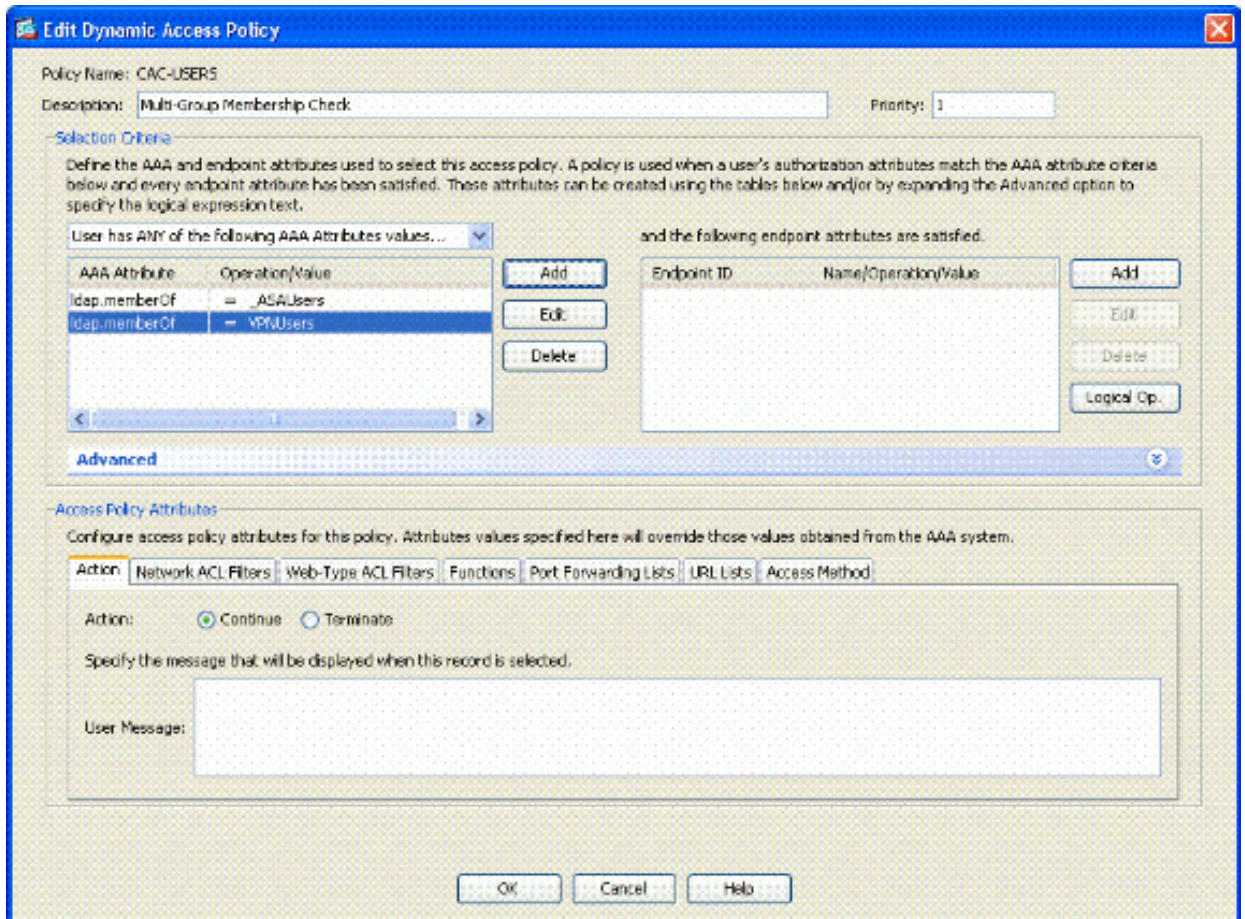 Edit Dynamic Access Policy
Policy Name: CAC-USERS
Description: Multi-Group Membership Check Priority: 1
Selection Criteria
Define the AAA and endpoint attributes used to select this access policy. A policy is used when a user's authorization attributes match the AAA attribute criteria
below and every endpoint attribute has been satisfied. These attributes can be created using the tables below and/or by expanding the Advanced option to
specify the logical expression text.
User has ANY of the following AAA Attributes values... and the following endpoint attributes are satisfied.
AAA Attribute Operation/Value Add Endpoint ID Name/Operation/Value Add
ldap.memberOf = _ASAUsers
ldap.memberOf = VPNUsers Edit Edit
Delete Delete
Logical Op.
Advanced
Access Policy Attributes
Configure access policy attributes for this policy. Attributes values specified here will override those values obtained from the AAA system.
Action Network ACL Filters Web-Type ACL Filters Functions Port Forwarding Lists URL Lists Access Method
Action: Continue Terminate
Specify the message that will be displayed when this record is selected.
User Message:
OK Cancel Help